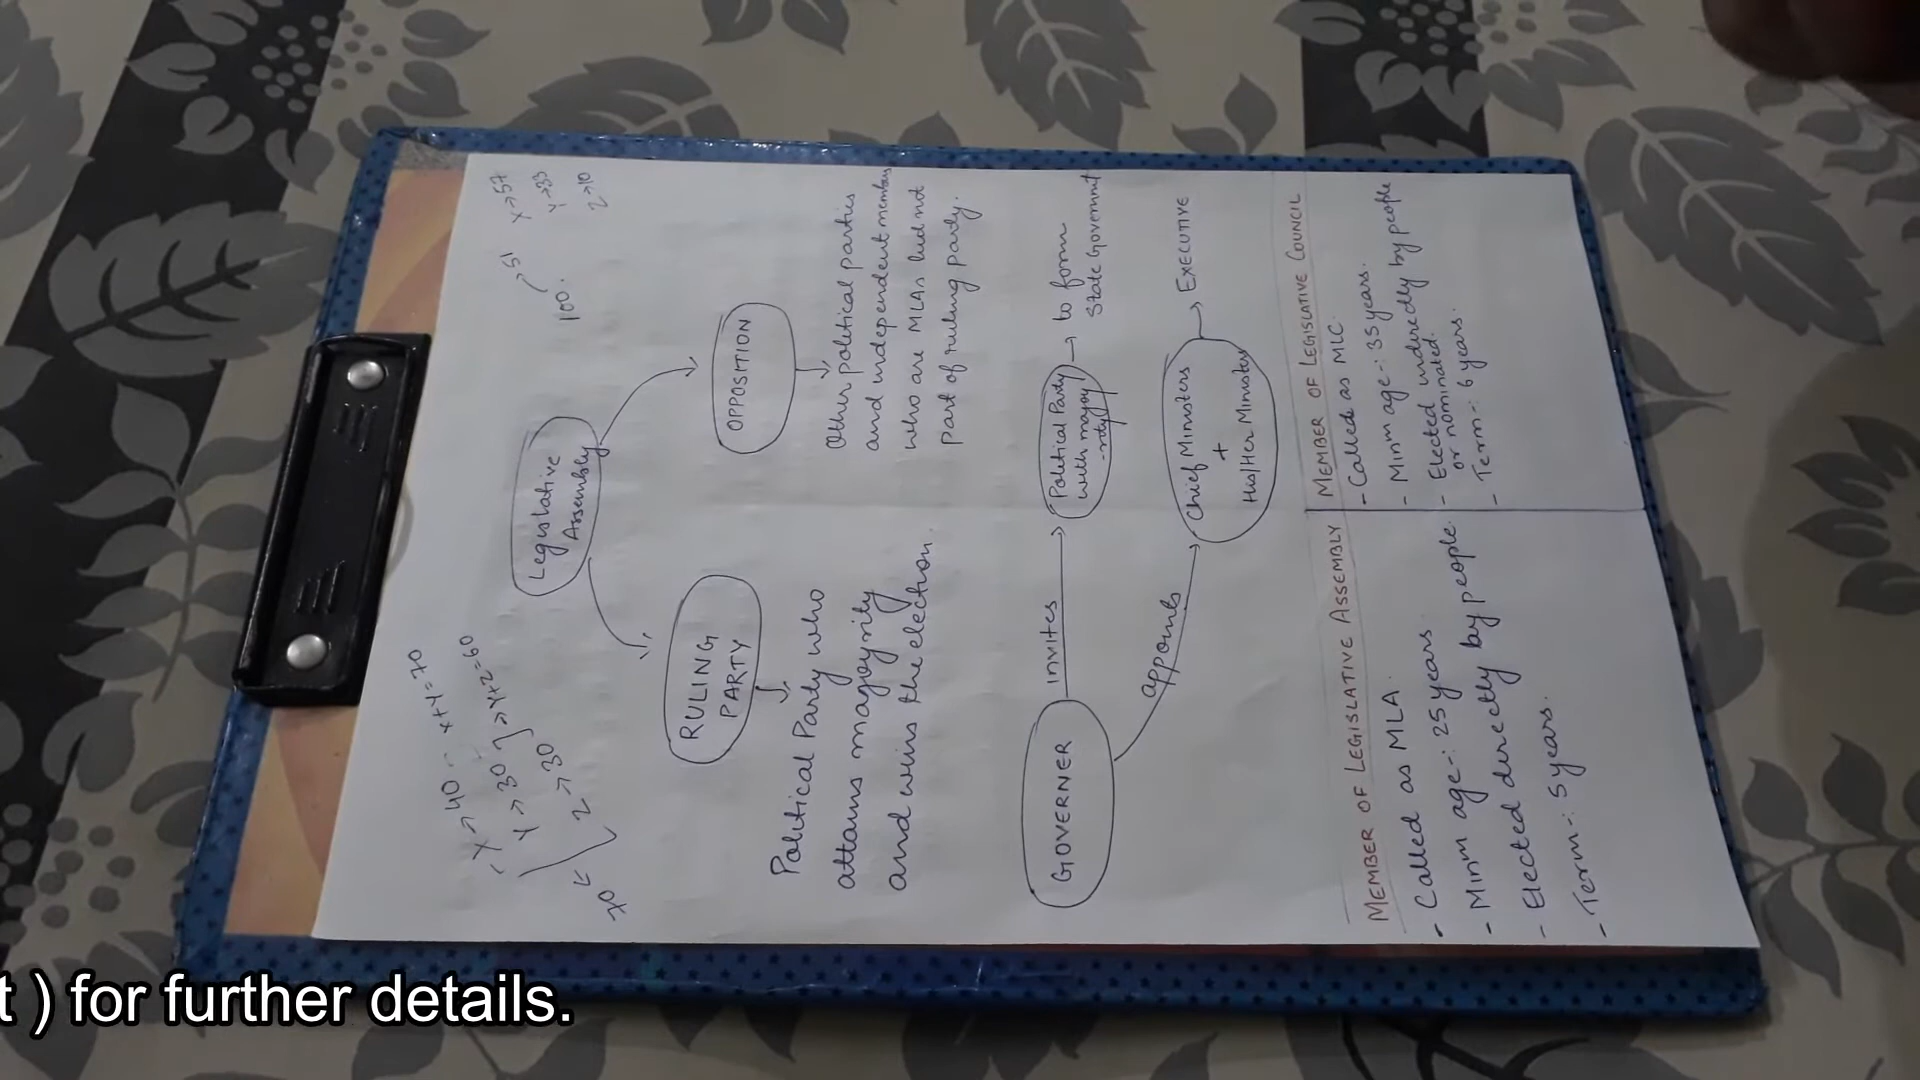 X→40
X+Y=70
Y→30
Y+Z=60
Z→30
70
100.
51
X→57
Y→33
Z→10
Legislative
Assembly
RULING
PARTY
Political Party who
attains majority
and wins the election.
OPPOSITION
Other political parties
and independent members
who are MLAs but not
part of ruling party.
GOVERNER
invites
Political Party
with major
-ity
to form
State Government
appoints
Chief Ministers
+
His/Her Ministers
EXECUTIVE
MEMBER OF LEGISLATIVE ASSEMBLY
- Called as MLA.
- Minm age-: 25 years.
- Elected directly by people.
- Term-: 5 years.
MEMBER OF LEGISLATIVE COUNCIL
- Called as MLC.
- Minm age-: 35 years.
- Elected indirectly by people
or nominated.
- Term-: 6 years.
t ) for further details.